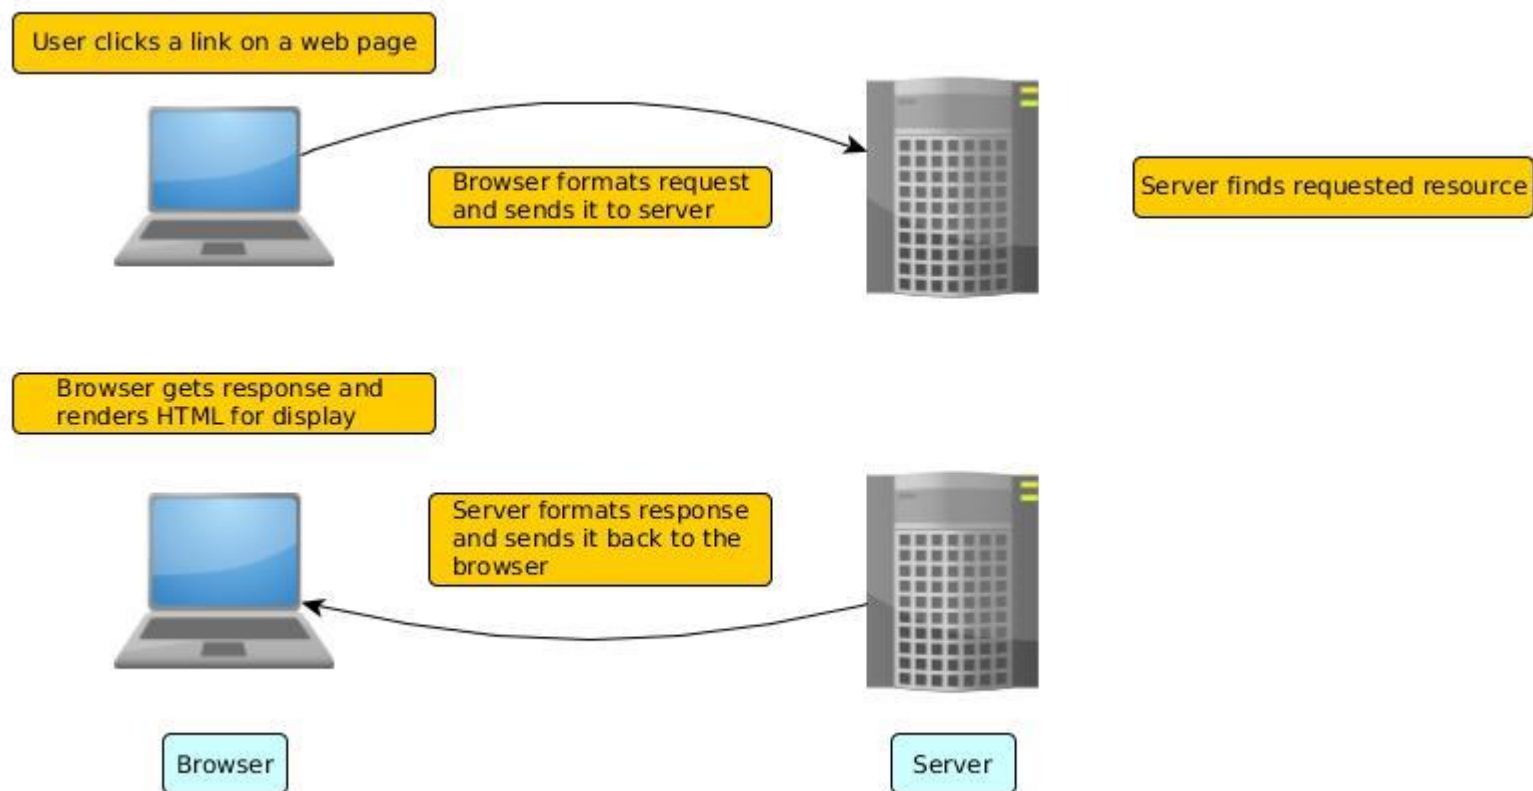 User clicks a link on a web page
Browser formats request
and sends it to server
Server finds requested resource
Browser gets response and
renders HTML for display
Server formats response
and sends it back to the
browser
Browser
Server